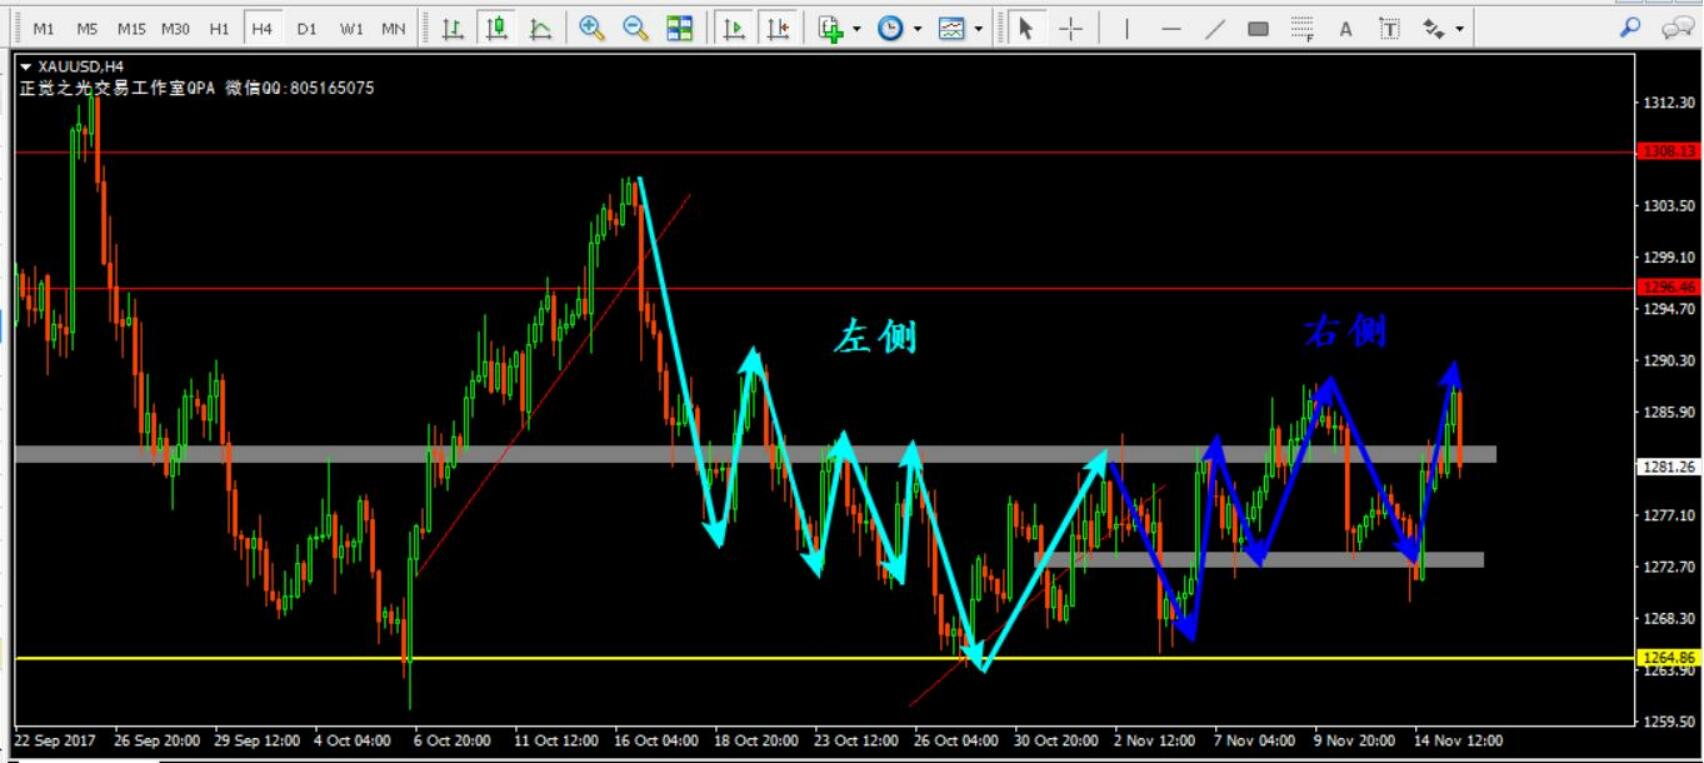 M1 M5 M15 M30 H1 H4 D1 W1 MN F A T
XAUUSD,H4
正觉之光交易工作室QPA 微信QQ:805165075
1312.30
1308.13
1303.50
1299.10
1296.46
1294.70
左侧
右侧
1290.30
1285.90
1281.26
1277.10
1272.70
1268.30
1264.86
1263.90
1259.50
22 Sep 2017 26 Sep 20:00 29 Sep 12:00 4 Oct 04:00 6 Oct 20:00 11 Oct 12:00 16 Oct 04:00 18 Oct 20:00 23 Oct 12:00 26 Oct 04:00 30 Oct 20:00 2 Nov 12:00 7 Nov 04:00 9 Nov 20:00 14 Nov 12:00